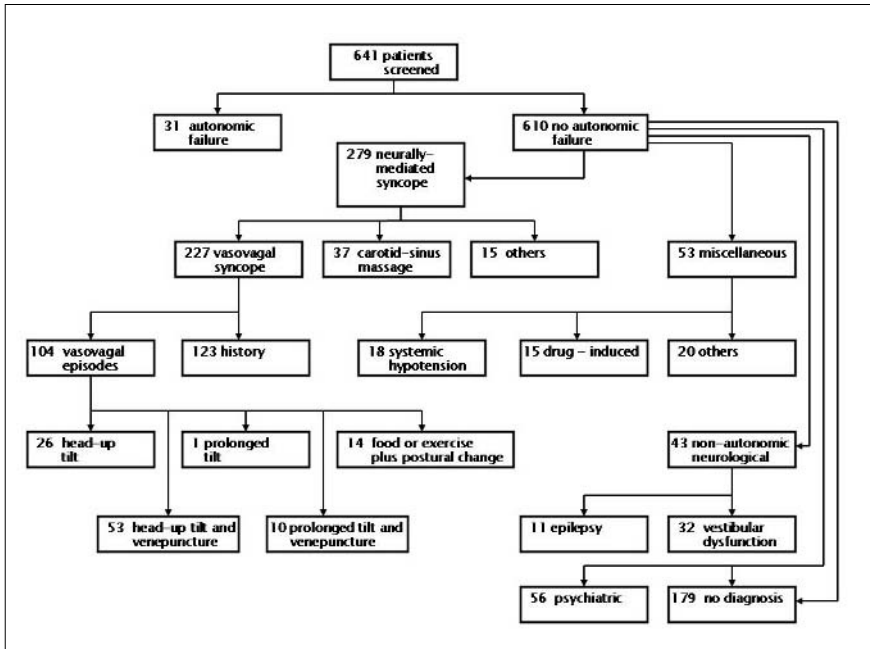 641 patients
screened
31 autonomic
failure
610 no autonomic
failure
279 neurally-
mediated
syncope
227 vasovagal
syncope
37 carotid-sinus
massage
15 others
53 miscellaneous
104 vasovagal
episodes
123 history
18 systemic
hypotension
15 drug - induced
20 others
26 head-up
tilt
1 prolonged
tilt
14 food or exercise
plus postural change
43 non-autonomic
neurological
53 head-up tilt and
venepuncture
10 prolonged tilt and
venepuncture
11 epilepsy
32 vestibular
dysfunction
56 psychiatric
179 no diagnosis